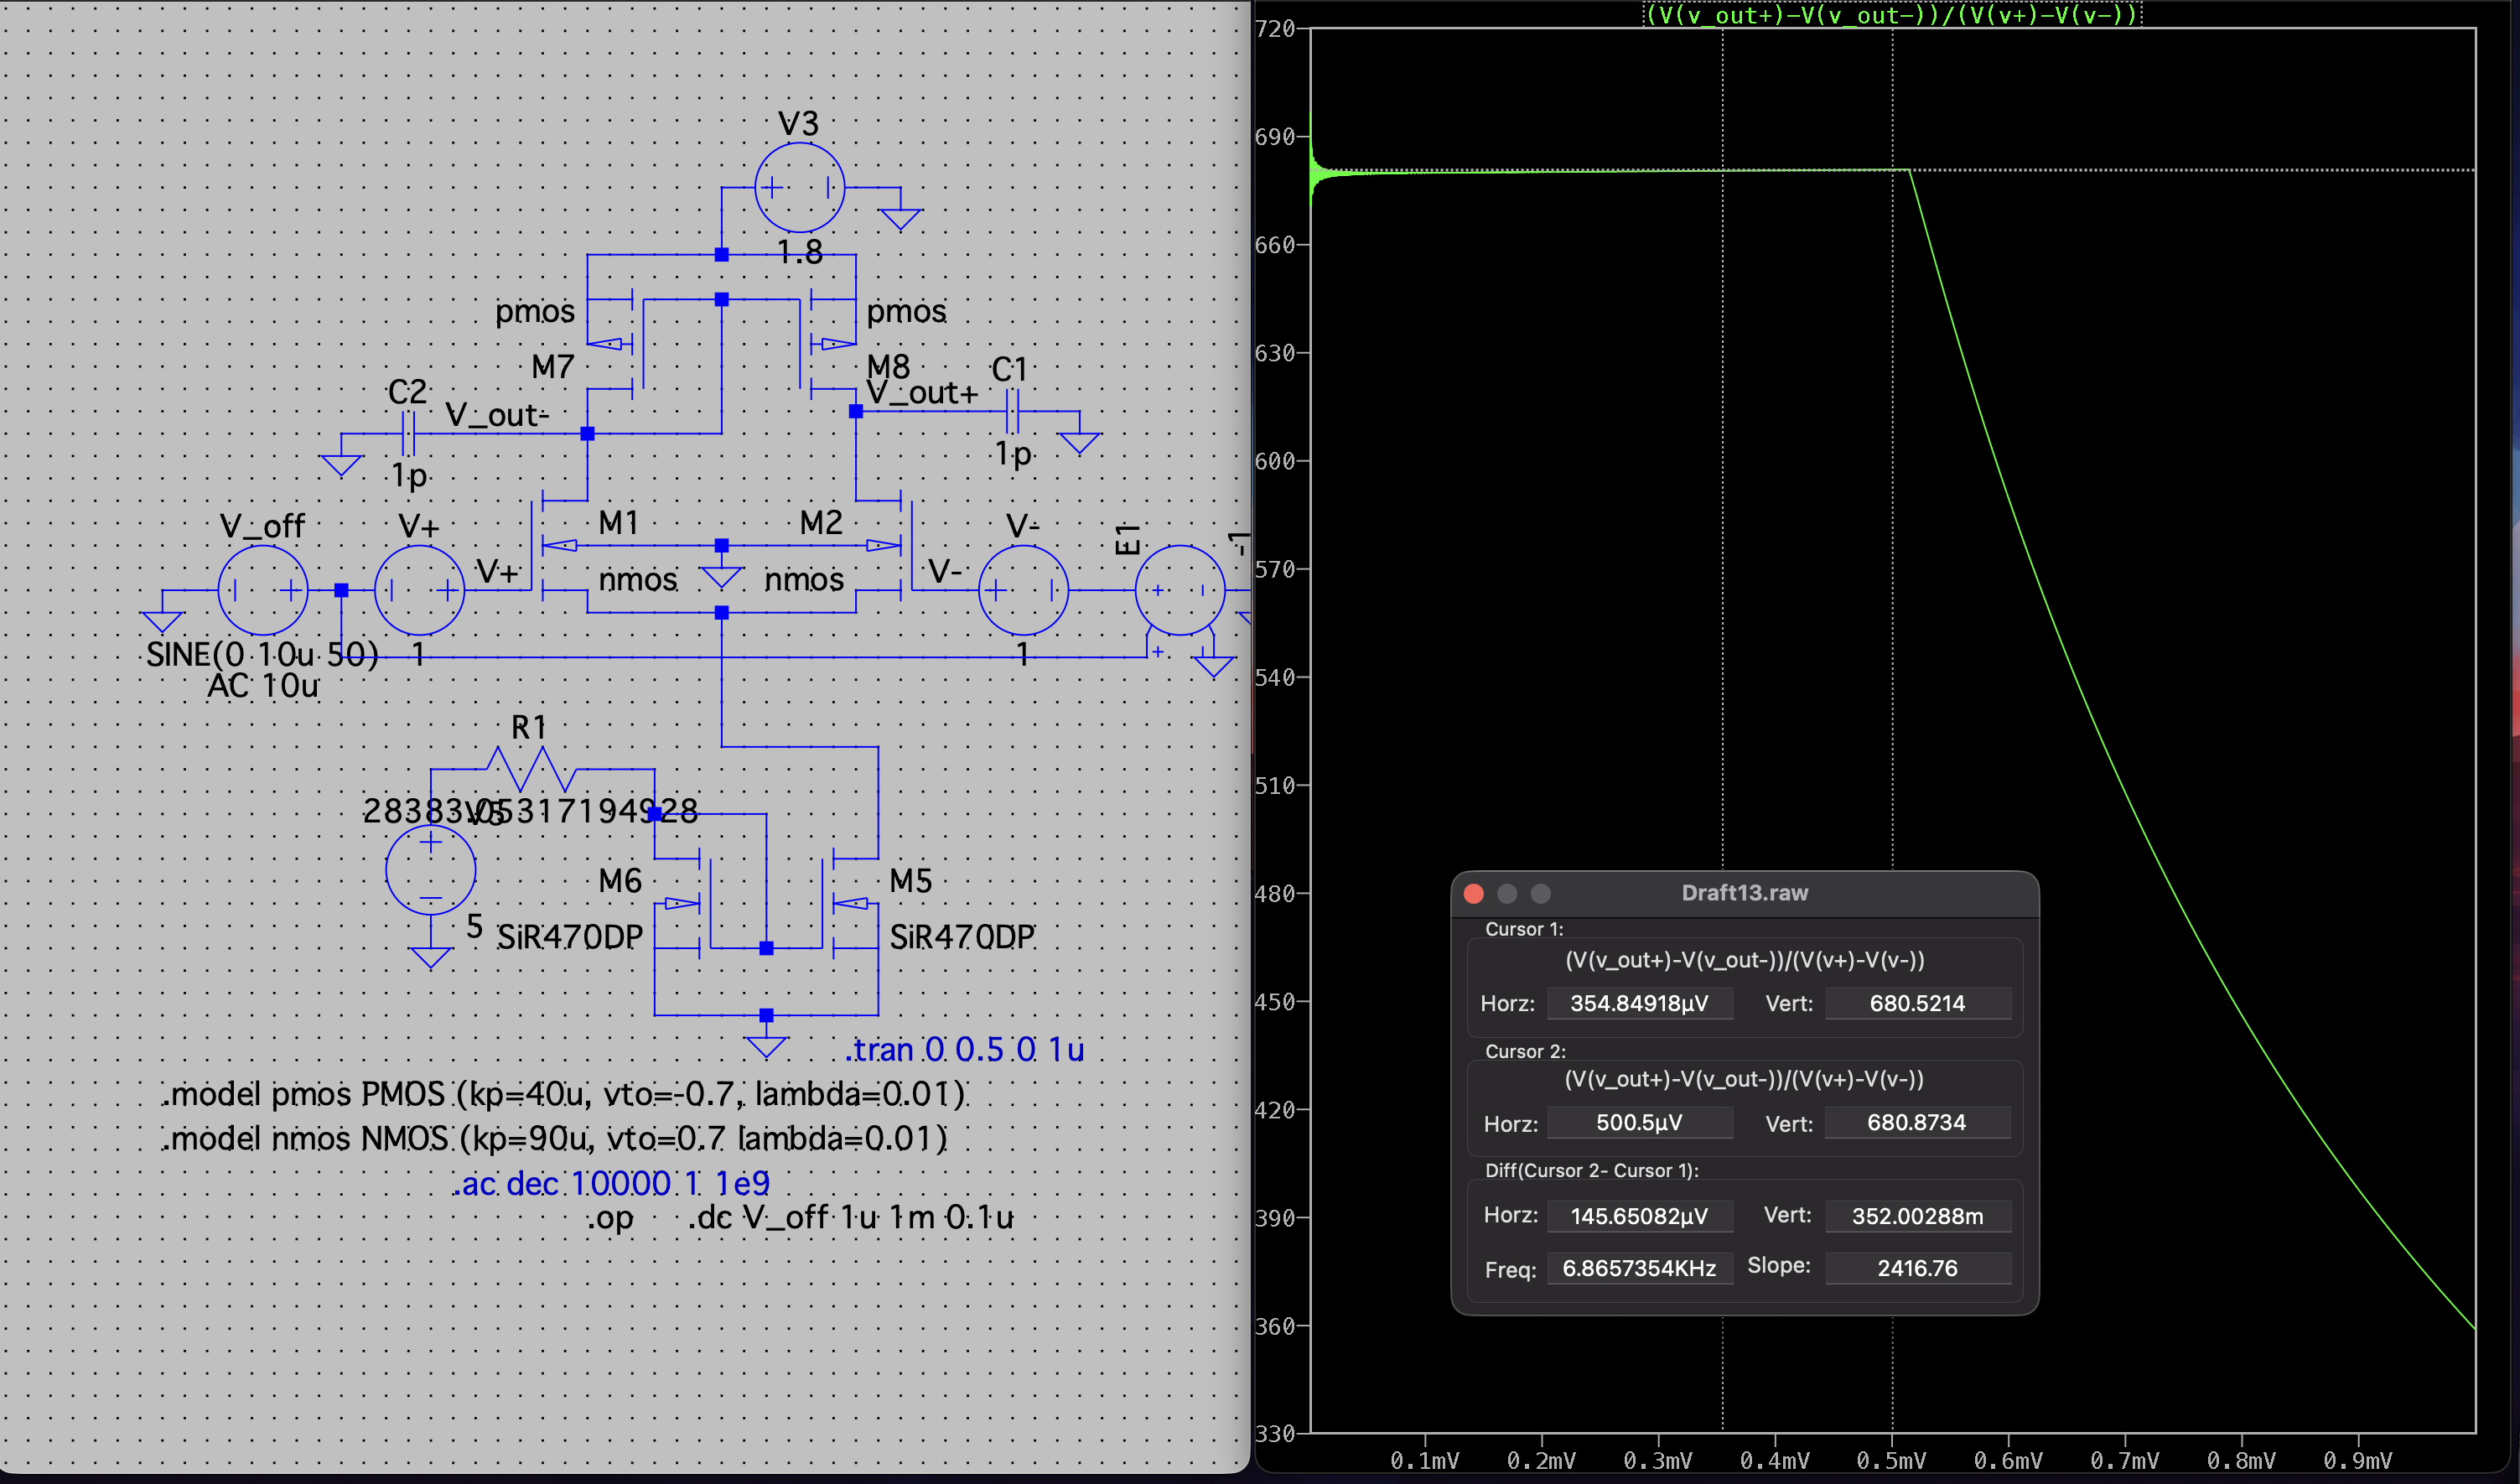 V3
1.8
pmos
pmos
M7
M8
C2
V_out-
V_out+
C1
1p
1p
V_off
V+
V+
M1
M2
V-
V-
E1
-1
nmos
nmos
SINE(0 10u 50)
1
1
AC 10u
R1
28383.05317194928
V5
5
M6
M5
SiR470DP
SiR470DP
.tran 0 0.5 0 1u
.model pmos PMOS (kp=40u, vto=-0.7, lambda=0.01)
.model nmos NMOS (kp=90u, vto=0.7 lambda=0.01)
.ac dec 10000 1 1e9
.op
.dc V_off 1u 1m 0.1u
(V(v_out+)-V(v_out-))/(V(v+)-V(v-))
720
690
660
630
600
570
540
510
480
450
420
390
360
330
0.1mV 0.2mV 0.3mV 0.4mV 0.5mV 0.6mV 0.7mV 0.8mV 0.9mV
Draft13.raw
Cursor 1:
(V(v_out+)-V(v_out-))/(V(v+)-V(v-))
Horz: 354.84918µV Vert: 680.5214
Cursor 2:
(V(v_out+)-V(v_out-))/(V(v+)-V(v-))
Horz: 500.5µV Vert: 680.8734
Diff(Cursor 2- Cursor 1):
Horz: 145.65082µV Vert: 352.00288m
Freq: 6.8657354KHz Slope: 2416.76